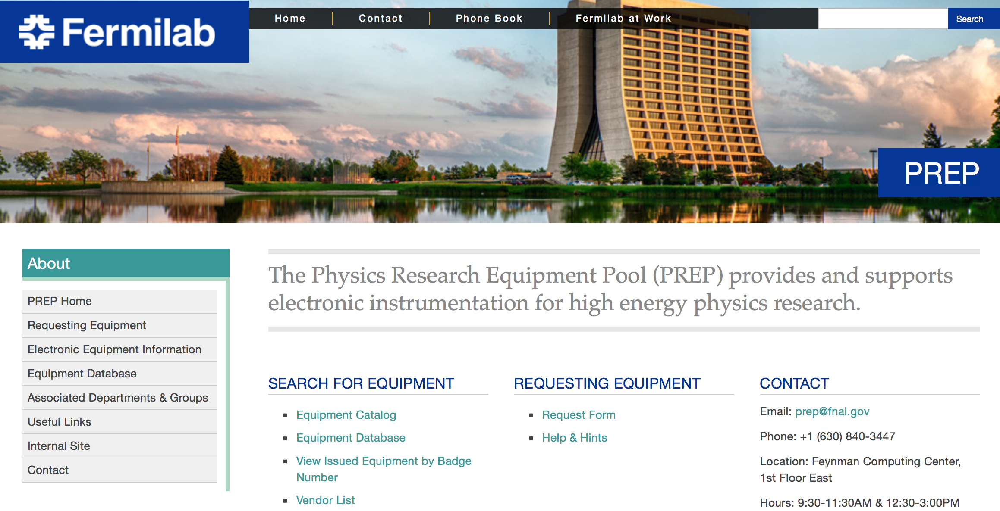 Fermilab
Home
Contact
Phone Book
Fermilab at Work
Search
PREP
About
PREP Home
Requesting Equipment
Electronic Equipment Information
Equipment Database
Associated Departments & Groups
Useful Links
Internal Site
Contact
The Physics Research Equipment Pool (PREP) provides and supports
electronic instrumentation for high energy physics research.
SEARCH FOR EQUIPMENT
Equipment Catalog
Equipment Database
View Issued Equipment by Badge
Number
Vendor List
REQUESTING EQUIPMENT
Request Form
Help & Hints
CONTACT
Email: prep@fnal.gov
Phone: +1 (630) 840-3447
Location: Feynman Computing Center,
1st Floor East
Hours: 9:30-11:30AM & 12:30-3:00PM